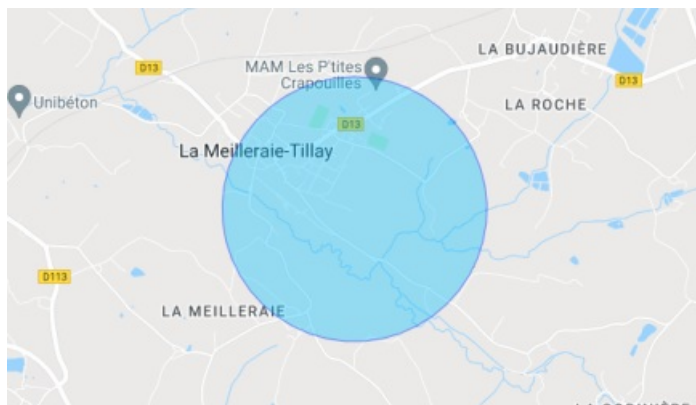 LA BUJAUDIÈRE
D13
MAM Les P'tites
Crapouilles
D13
Unibéton
LA ROCHE
D13
La Meilleraie-Tillay
D113
LA MEILLERAIE